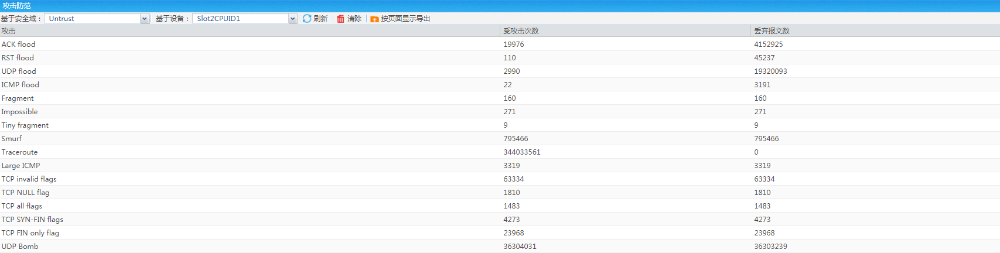 攻击防范
基于安全域： Untrust 基于设备： Slot2CPUID1 刷新 清除 按页面显示导出
攻击 受攻击次数 丢弃报文数
ACK flood 19976 4152925
RST flood 110 45237
UDP flood 2990 19320093
ICMP flood 22 3191
Fragment 160 160
Impossible 271 271
Tiny fragment 9 9
Smurf 795466 795466
Traceroute 344033561 0
Large ICMP 3319 3319
TCP invalid flags 63334 63334
TCP NULL flag 1810 1810
TCP all flags 1483 1483
TCP SYN-FIN flags 4273 4273
TCP FIN only flag 23968 23968
UDP Bomb 36304031 36303239